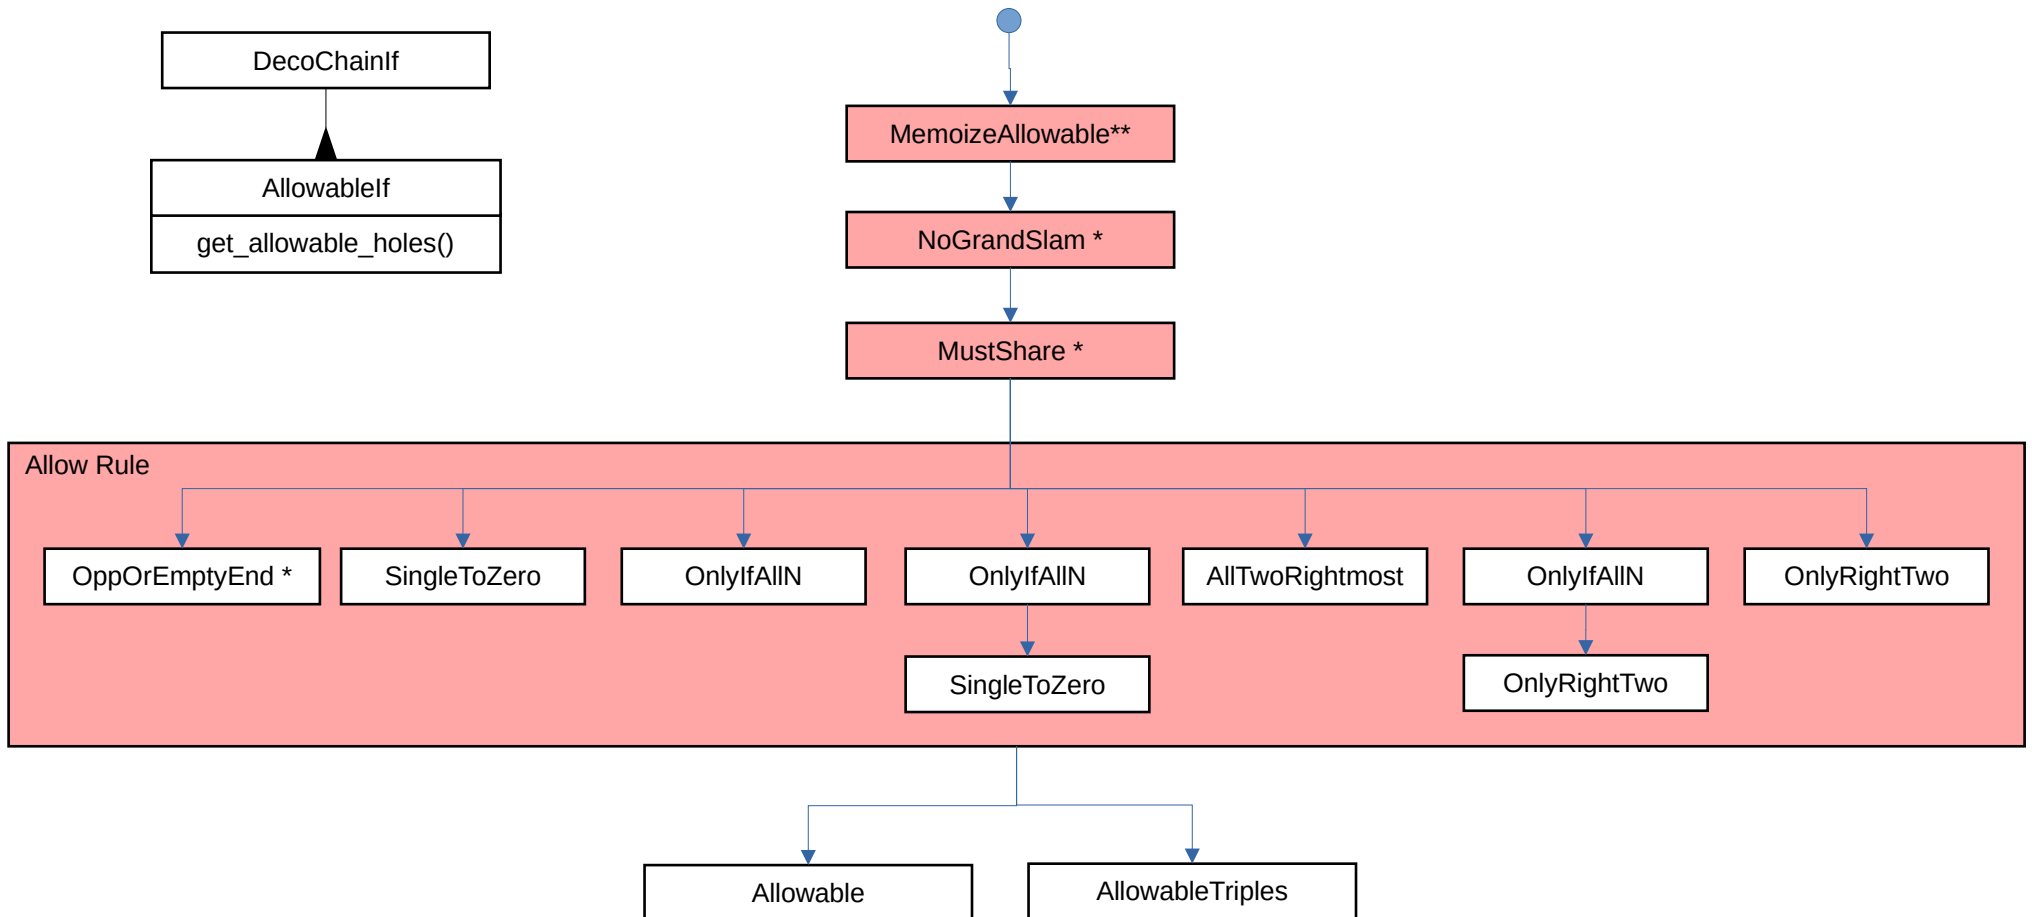 DecoChainIf
AllowableIf
get_allowable_holes()
MemoizeAllowable**
NoGrandSlam *
MustShare *
Allow Rule
OppOrEmptyEnd *
SingleToZero
OnlyIfAllN
OnlyIfAllN
AllTwoRightmost
OnlyIfAllN
OnlyRightTwo
SingleToZero
OnlyRightTwo
Allowable
AllowableTriples